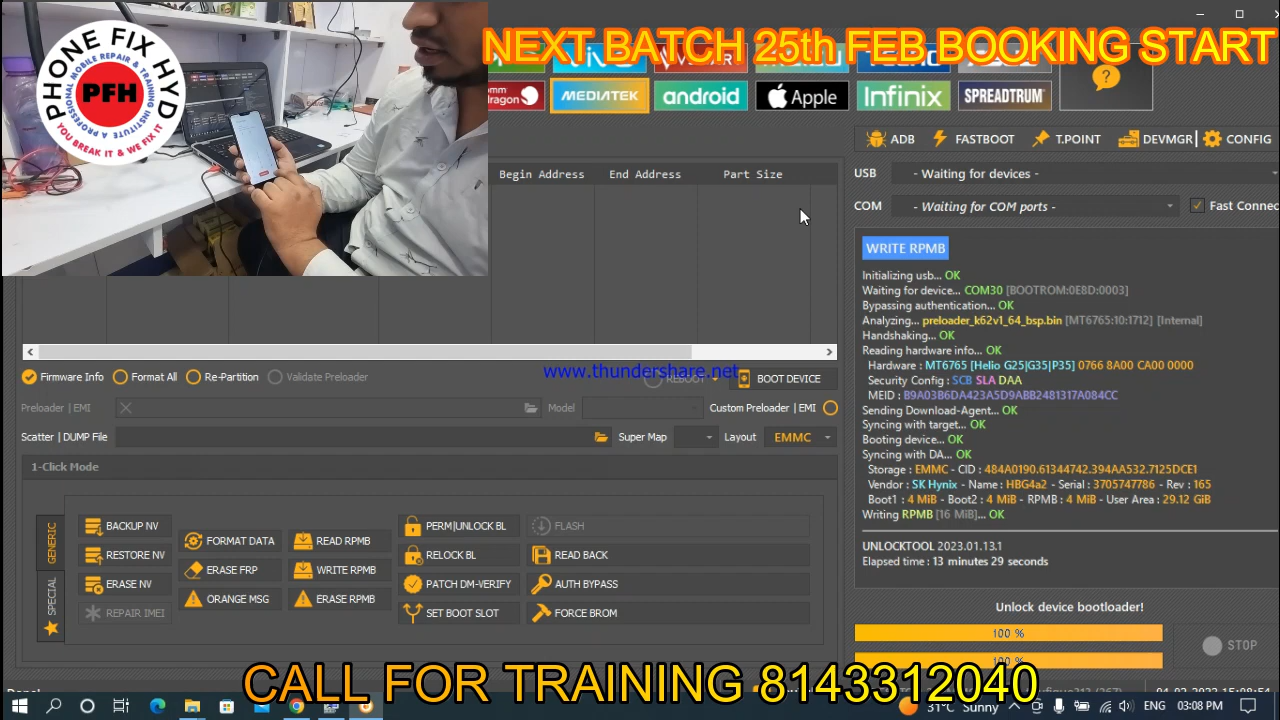 NEXT BATCH 25th FEB BOOKING START
PHONE FIX HYD
A PROFESSIONAL MOBILE REPAIR & TRAINING INSTITUTE
PFH
YOU BREAK IT & WE FIX IT
MEDIATEK
android
Apple
Infinix
SPREADTRUM
?
ADB
FASTBOOT
T.POINT
DEVMGR
CONFIG
Begin Address End Address Part Size
USB - Waiting for devices -
COM - Waiting for COM ports - Fast Connec
WRITE RPMB
Initializing usb... OK
Waiting for device... COM30 [BOOTROM:0E8D:0003]
Bypassing authentication... OK
Analyzing... preloader_k62v1_64_bsp.bin [MT6765:10:1712] [Internal]
Handshaking... OK
Reading hardware info... OK
Hardware : MT6765 [Helio G25|G35|P35] 0766 8A00 CA00 0000
Security Config : SCB SLA DAA
MEID : B9A03B6DA423A5D9ABB2481317A084CC
Sending Download-Agent... OK
Syncing with target... OK
Booting device... OK
Syncing with DA... OK
Storage : EMMC - CID : 484A0190.61344742.394AA532.7125DCE1
Vendor : SK Hynix - Name : HBG4a2 - Serial : 3705747786 - Rev : 165
Boot1 : 4 MiB - Boot2 : 4 MiB - RPMB : 4 MiB - User Area : 29.12 GiB
Writing RPMB [16 MiB]... OK
UNLOCKTOOL 2023.01.13.1
Elapsed time : 13 minutes 29 seconds
Unlock device bootloader!
100 %
100 %
STOP
www.thundershare.net
Firmware Info Format All Re-Partition Validate Preloader REBOOT BOOT DEVICE
Preloader | EMI Model Custom Preloader | EMI
Scatter | DUMP File Super Map Layout EMMC
1-Click Mode
GENERIC
SPECIAL
BACKUP NV
RESTORE NV
ERASE NV
REPAIR IMEI
FORMAT DATA
ERASE FRP
ORANGE MSG
READ RPMB
WRITE RPMB
ERASE RPMB
PERM|UNLOCK BL
RELOCK BL
PATCH DM-VERIFY
SET BOOT SLOT
FLASH
READ BACK
AUTH BYPASS
FORCE BROM
CALL FOR TRAINING 8143312040
31°C Sunny ENG 03:08 PM